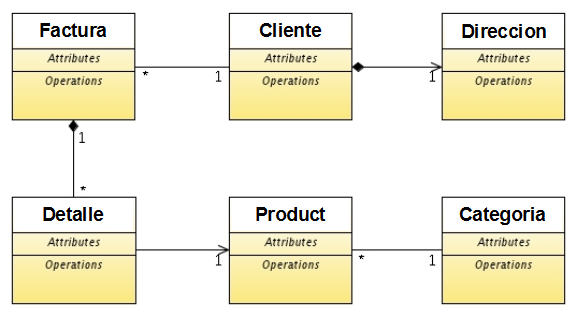 Factura
Attributes
Operations
Cliente
Attributes
Operations
Direccion
Attributes
Operations
* 1 1
1
*
Detalle
Attributes
Operations
Product
Attributes
Operations
Categoria
Attributes
Operations
1 * 1